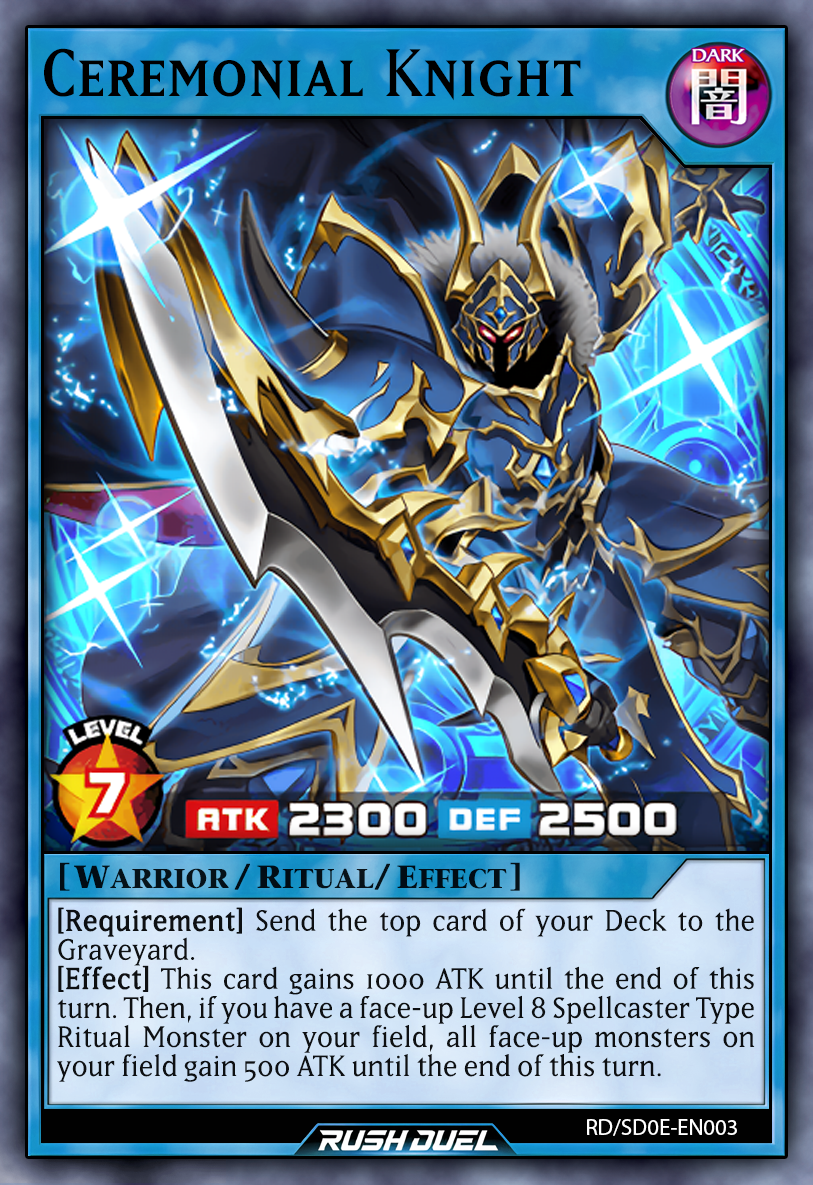 Ceremonial Knight
DARK
闇
LEVEL
7
ATK 2300 DEF 2500
[Warrior / Ritual/ Effect]
[Requirement] Send the top card of your Deck to the
Graveyard.
[Effect] This card gains 1000 ATK until the end of this
turn. Then, if you have a face-up Level 8 Spellcaster Type
Ritual Monster on your field, all face-up monsters on
your field gain 500 ATK until the end of this turn.
RD/SD0E-EN003
RUSH DUEL